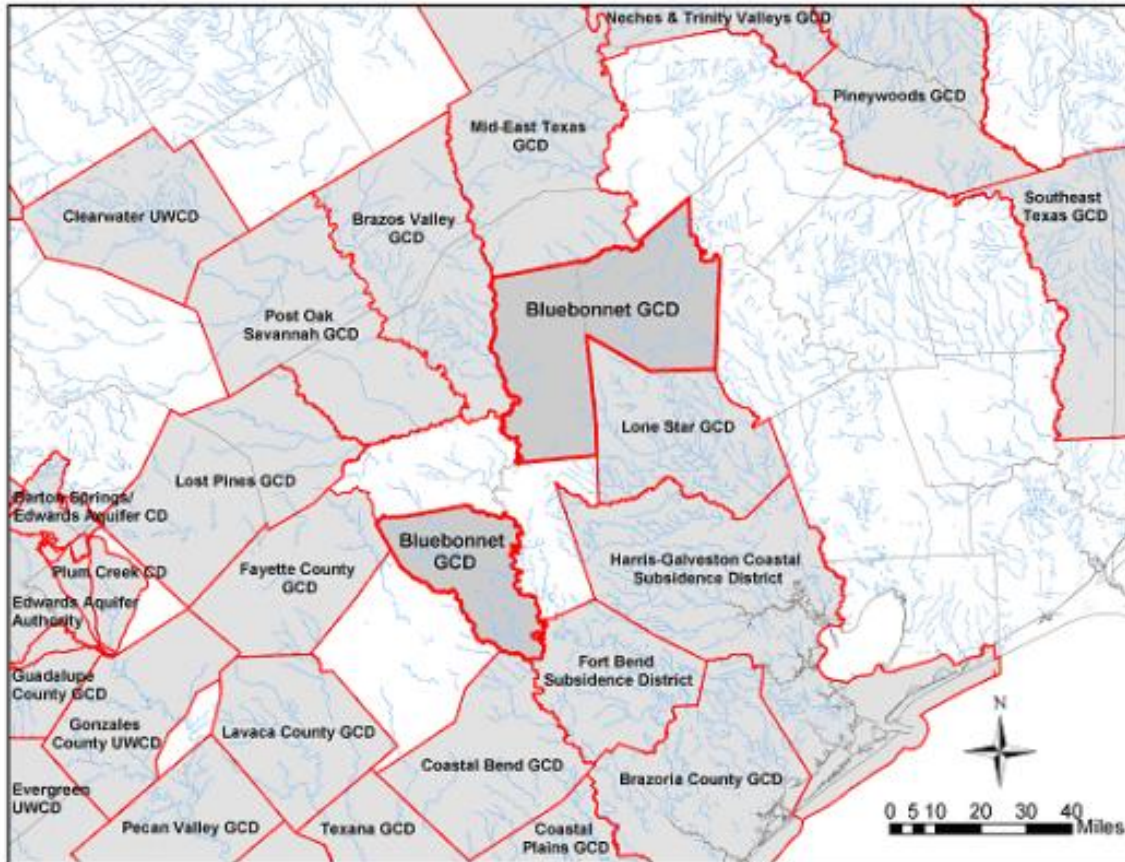 Neches & Trinity Valleys GCD
Pineywoods GCD
Mid-East Texas
GCD
Southeast
Texas GCD
Clearwater UWCD
Brazos Valley
GCD
Bluebonnet GCD
Post Oak
Savannah GCD
Lone Star GCD
Lost Pines GCD
Barton Springs/
Edwards Aquifer CD
Bluebonnet
GCD
Harris-Galveston Coastal
Subsidence District
Plum Creek CD
Fayette County
GCD
Edwards Aquifer
Authority
Fort Bend
Subsidence District
Guadalupe
County GCD
Gonzales
County UWCD
Lavaca County GCD
Coastal Bend GCD
Brazoria County GCD
N
Evergreen
UWCD
Pecan Valley GCD
Texana GCD
Coastal
Plains GCD
0 5 10 20 30 40
Miles